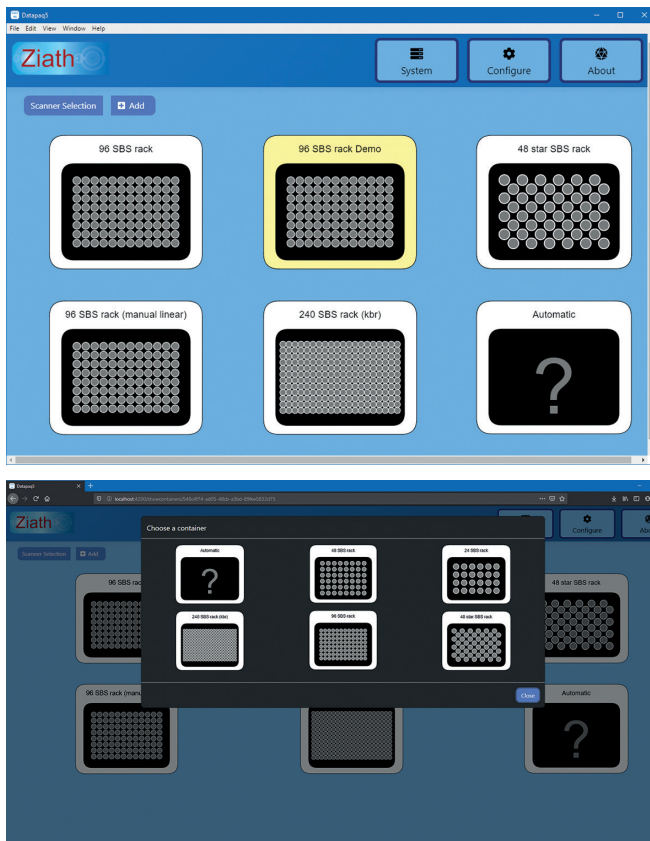 Datapaq5
File Edit View Window Help
Ziath
System Configure About
Scanner Selection Add
96 SBS rack 96 SBS rack Demo 48 star SBS rack
96 SBS rack (manual linear) 240 SBS rack (kbr) Automatic
?
Datapaq5
Ziath
Choose a container
Configure
Scanner Selection Add
Automatic 48 SBS rack 24 SBS rack
?
96 SBS rac 48 star SBS rack
240 SBS rack (kbr) 96 SBS rack 48 star SBS rack
96 SBS rack (manu Close Automatic
?